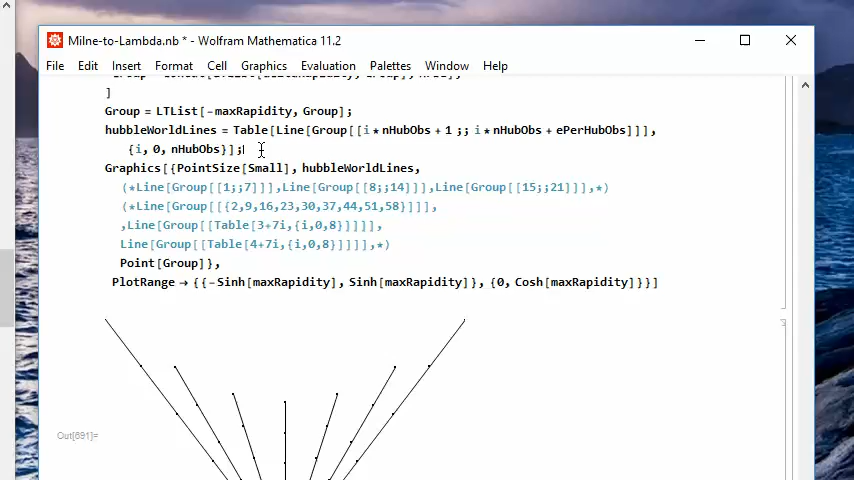 Milne-to-Lambda.nb * - Wolfram Mathematica 11.2
File Edit Insert Format Cell Graphics Evaluation Palettes Window Help
]
Group = LTList[-maxRapidity, Group];
hubbleWorldLines = Table[Line[Group[[i*nHubObs + 1 ;; i*nHubObs + ePerHubObs]]],
{i, 0, nHubObs}];
Graphics[{PointSize[Small], hubbleWorldLines,
(*Line[Group[[1;;7]]],Line[Group[[8;;14]]],Line[Group[[15;;21]]],*)
(*Line[Group[[{2,9,16,23,30,37,44,51,58}]]],
,Line[Group[[Table[3+7i,{i,0,8}]]]],
Line[Group[[Table[4+7i,{i,0,8}]]]],*)
Point[Group]},
PlotRange → {{-Sinh[maxRapidity], Sinh[maxRapidity]}, {0, Cosh[maxRapidity]}}]
Out[691]=